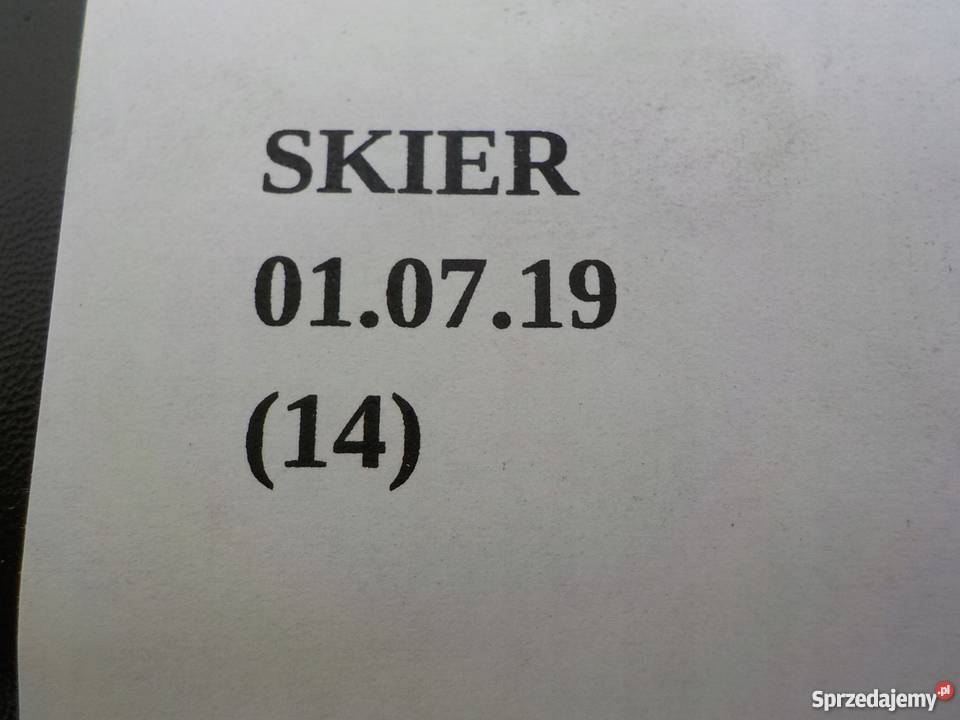 SKIER
01.07.19
(14)
Sprzedajemy.pl